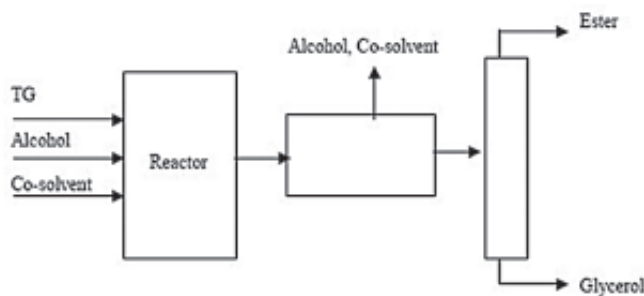 Ester
Alcohol, Co-solvent
TG
Alcohol
Reactor
Co-solvent
Glycerol